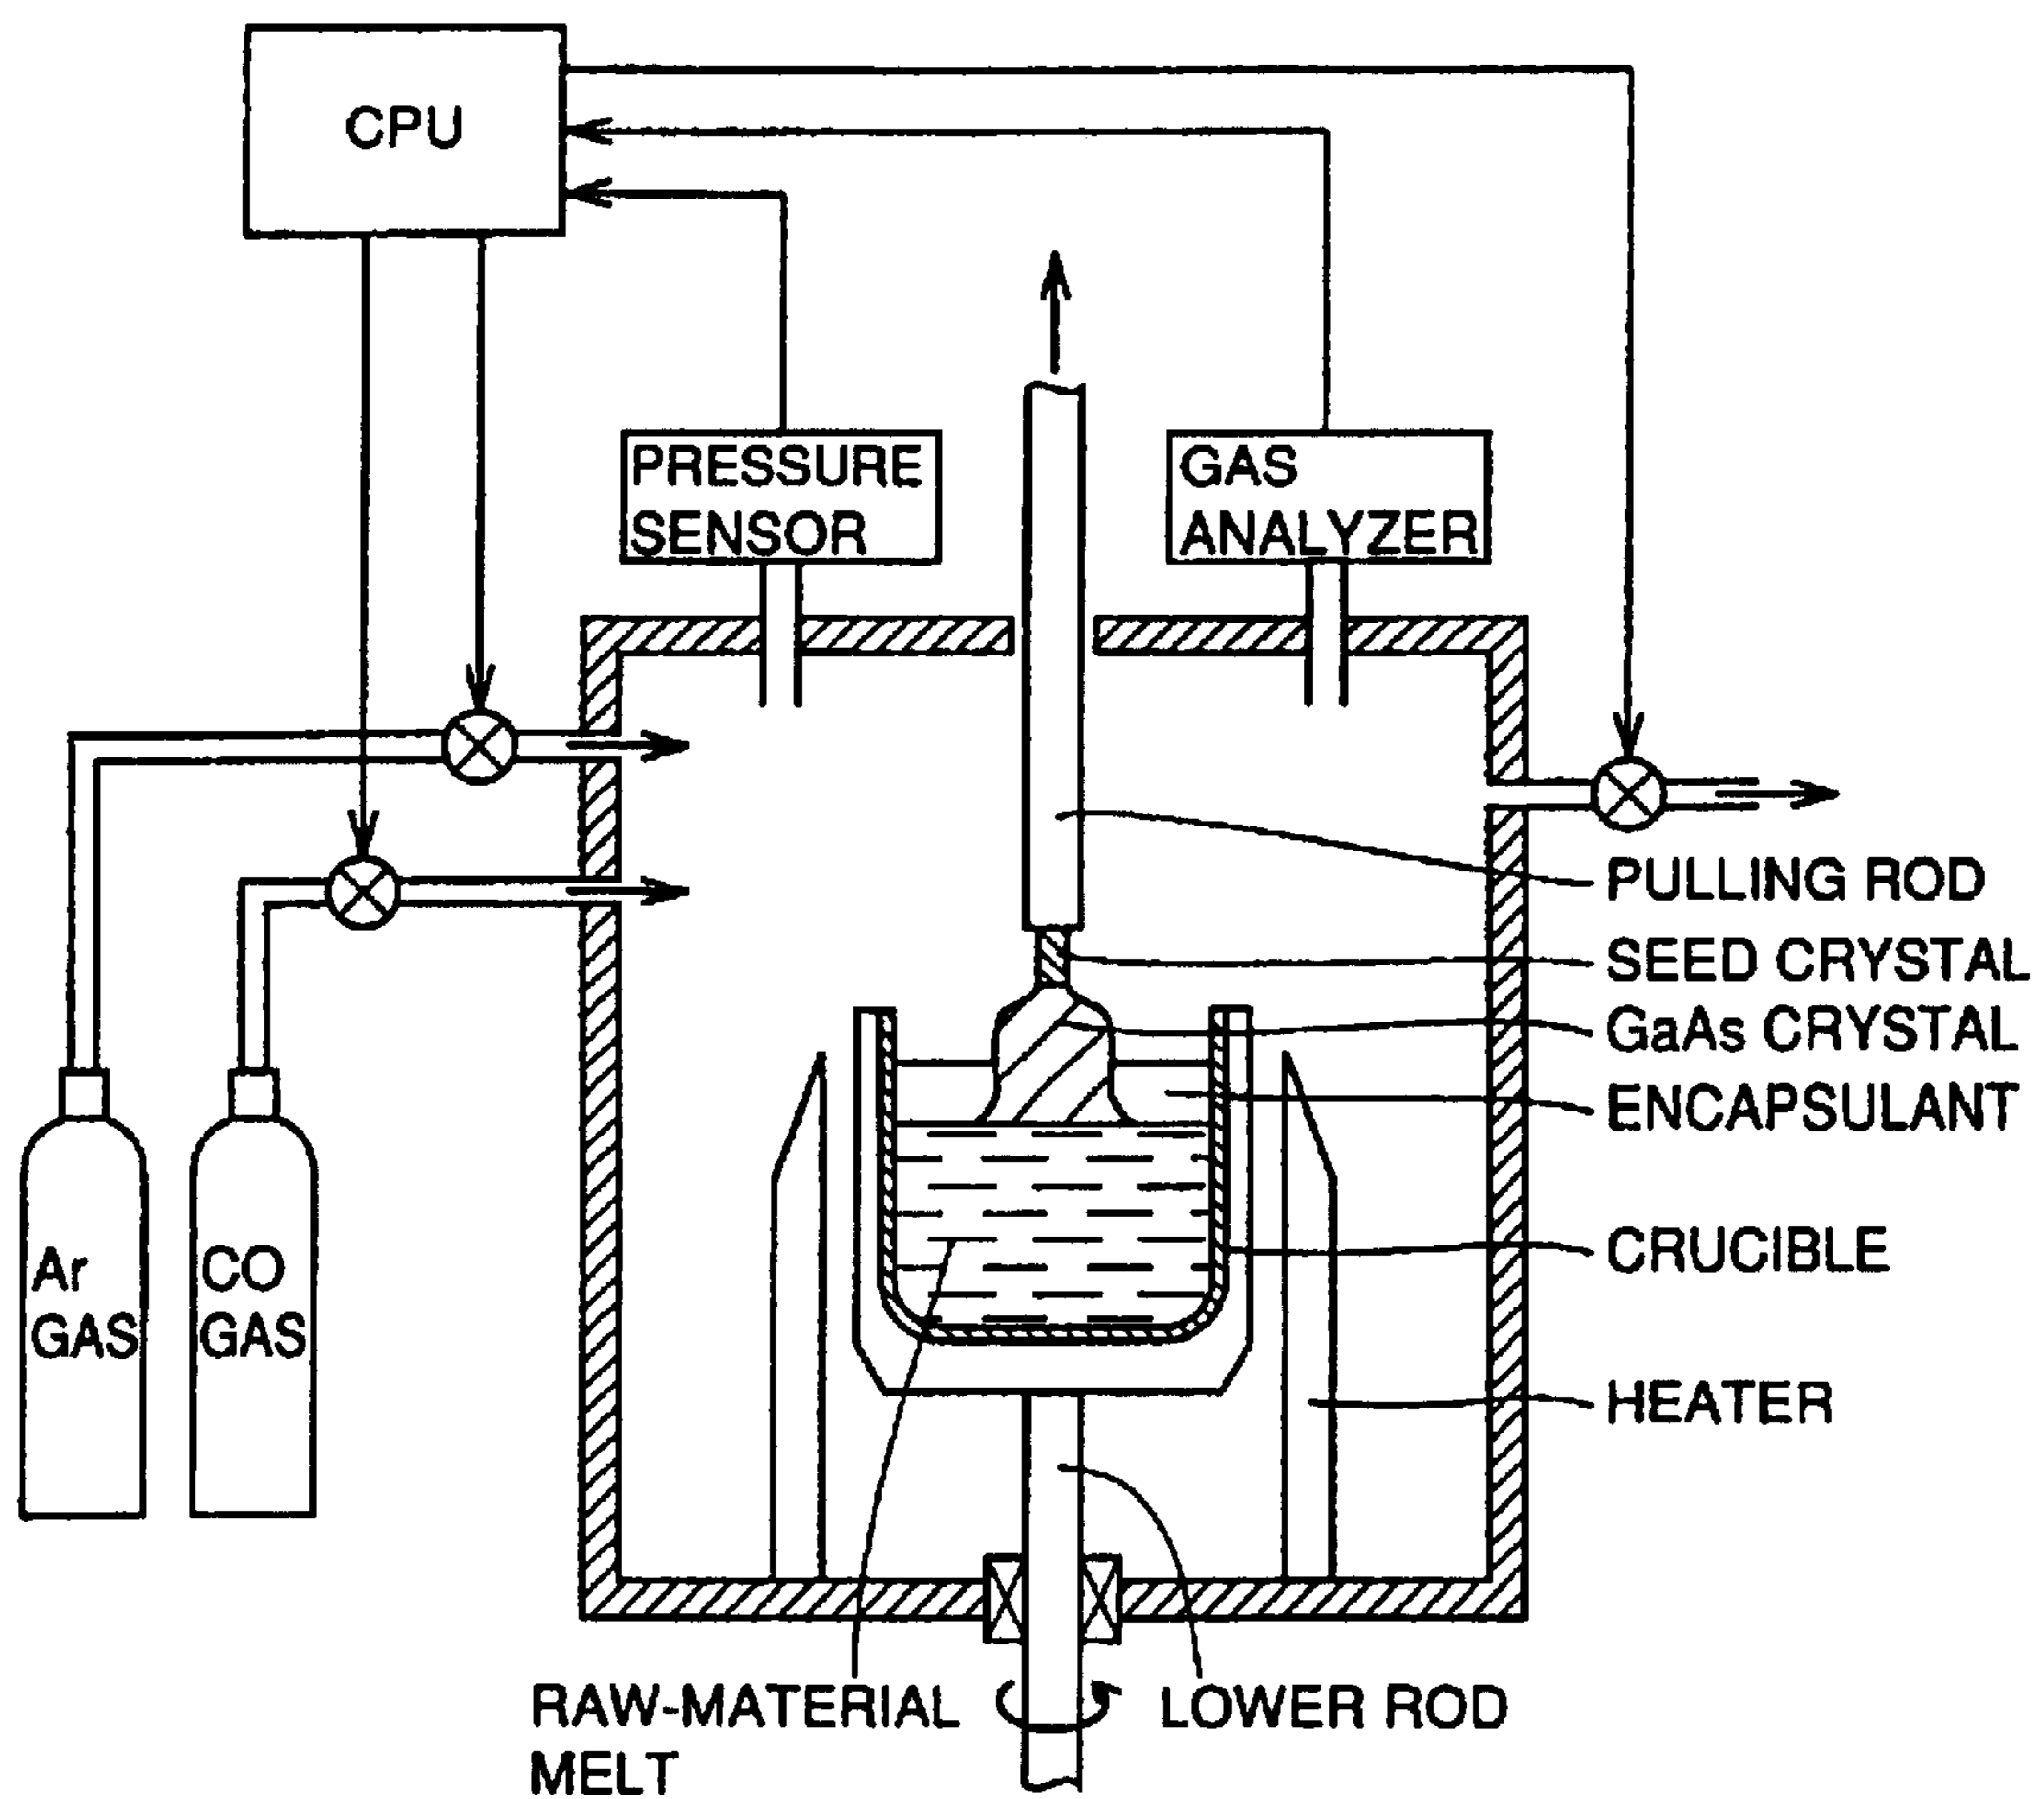 CPU
PRESSURE
SENSOR
GAS
ANALYZER
PULLING ROD
SEED CRYSTAL
GaAs CRYSTAL
ENCAPSULANT
CRUCIBLE
HEATER
Ar
GAS
CO
GAS
RAW-MATERIAL
MELT
LOWER ROD